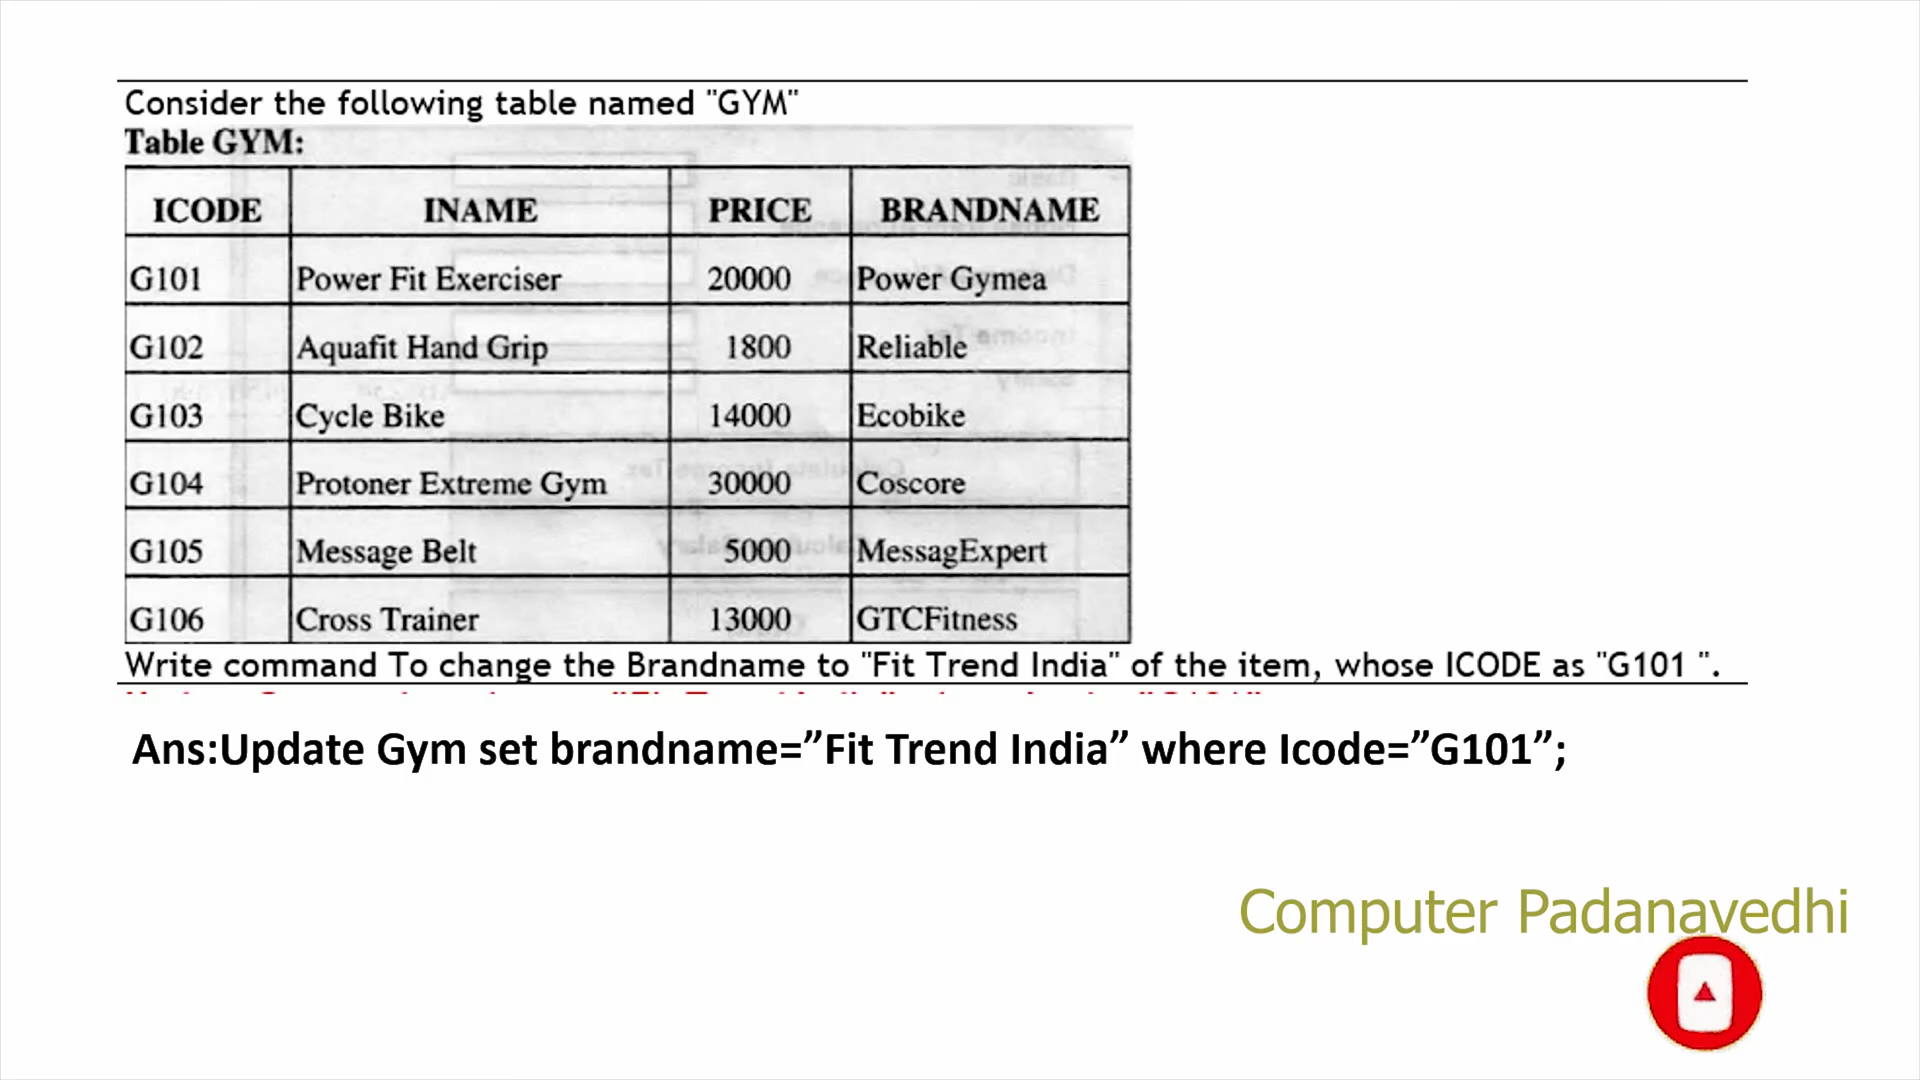 Consider the following table named "GYM"
Table GYM:
ICODE INAME PRICE BRANDNAME
G101 Power Fit Exerciser 20000 Power Gymea
G102 Aquafit Hand Grip 1800 Reliable
G103 Cycle Bike 14000 Ecobike
G104 Protoner Extreme Gym 30000 Coscore
G105 Message Belt 5000 MessagExpert
G106 Cross Trainer 13000 GTCFitness
Write command To change the Brandname to "Fit Trend India" of the item, whose ICODE as "G101 ".
Ans:Update Gym set brandname=”Fit Trend India” where Icode=”G101”;
Computer Padanavedhi